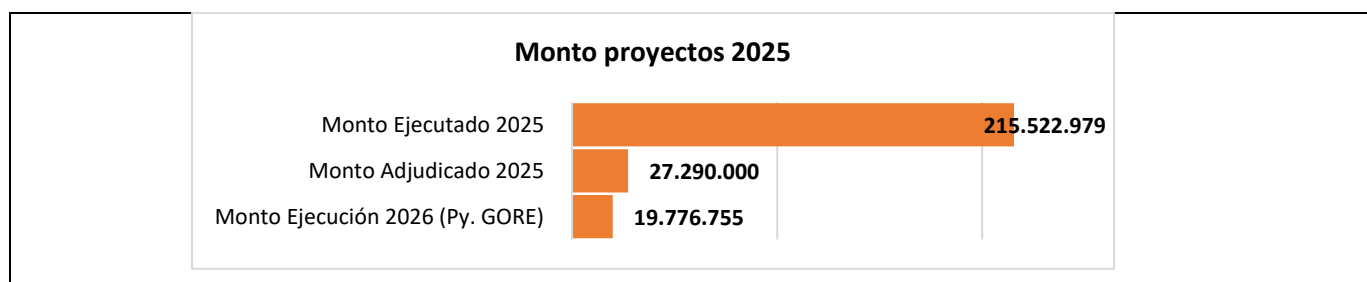 Monto proyectos 2025
Monto Ejecutado 2025 215.522.979
Monto Adjudicado 2025 27.290.000
Monto Ejecución 2026 (Py. GORE) 19.776.755